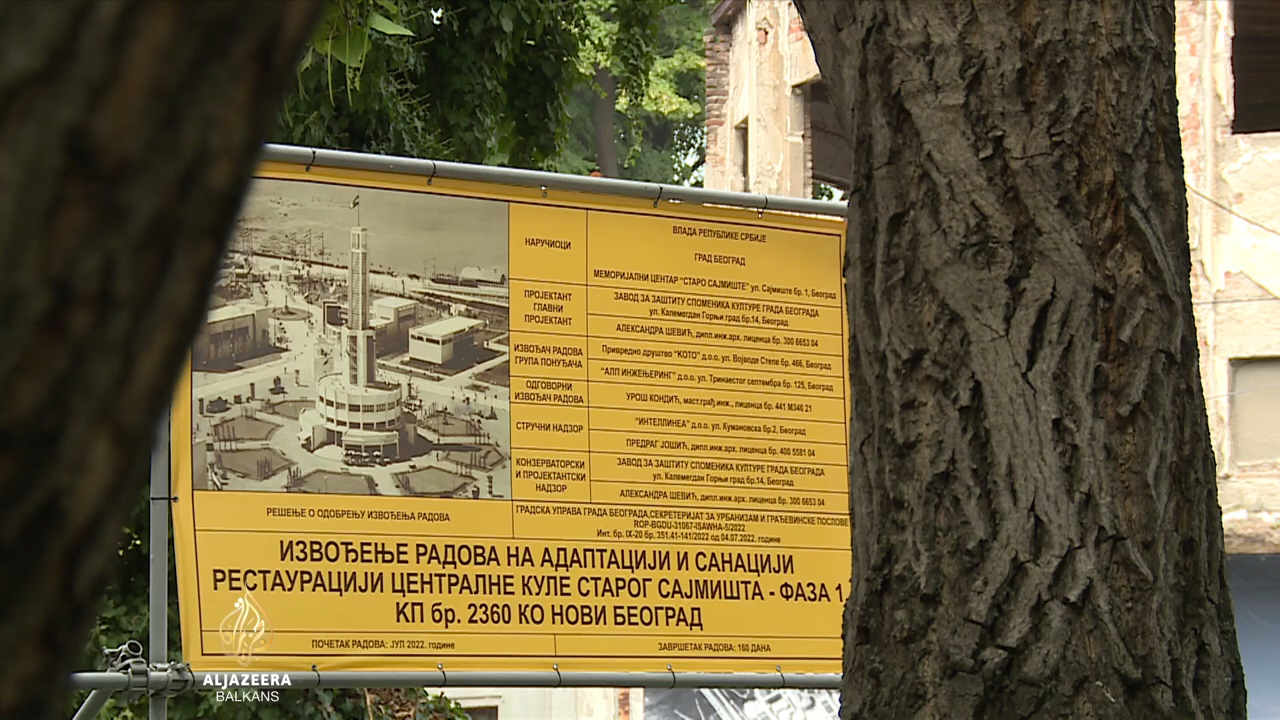 НАРУЧИОЦИ
ВЛАДА РЕПУБЛИКЕ СРБИЈЕ
ГРАД БЕОГРАД
МЕМОРИЈАЛНИ ЦЕНТАР "СТАРО САЈМИШТЕ" ул. Сајмиште бр. 1, Београд
ПРОЈЕКТАНТ
ГЛАВНИ
ПРОЈЕКТАНТ
ЗАВОД ЗА ЗАШТИТУ СПОМЕНИКА КУЛТУРЕ ГРАДА БЕОГРАДА
ул. Калемегдан Горњи град бр.14, Београд
АЛЕКСАНДРА ШЕВИЋ, дипл.инж.арх. лиценца бр. 300 6653 04
ИЗВОЂАЧ РАДОВА
ГРУПА ПОНУЂАЧА
Привредно друштво "КОТО" д.о.о. ул. Војводе Степе бр. 466, Београд
"АЛП ИНЖЕЊЕРИНГ" д.о.о. ул. Тринаестог септембра бр. 125, Београд
ОДГОВОРНИ
ИЗВОЂАЧ РАДОВА
УРОШ КОНДИЋ, маст.грађ.инж., лиценца бр. 441 М346 21
СТРУЧНИ НАДЗОР
"ИНТЕЛЛИНЕА" д.о.о. ул. Кумановска бр.2, Београд
ПРЕДРАГ ЈОШИЋ, дипл.инж.арх. лиценца бр. 400 5581 04
КОНЗЕРВАТОРСКИ
И ПРОЈЕКТАНТСКИ
НАДЗОР
ЗАВОД ЗА ЗАШТИТУ СПОМЕНИКА КУЛТУРЕ ГРАДА БЕОГРАДА
ул. Калемегдан Горњи град бр.14, Београд
АЛЕКСАНДРА ШЕВИЋ, дипл.инж.арх. лиценца бр. 300 6653 04
РЕШЕЊЕ О ОДОБРЕЊУ ИЗВОЂЕЊА РАДОВА
ГРАДСКА УПРАВА ГРАДА БЕОГРАДА,СЕКРЕТЕРИЈАТ ЗА УРБАНИЗАМ И ГРАЂЕВИНСКЕ ПОСЛОВЕ
ROP-BGDU-31067-ISAWHA-5/2022
Инт. бр. IX-20 бр. 351.41-141/2022 од 04.07.2022. године
ИЗВОЂЕЊЕ РАДОВА НА АДАПТАЦИЈИ И САНАЦИЈИ
РЕСТАУРАЦИЈИ ЦЕНТРАЛНЕ КУЛЕ СТАРОГ САЈМИШТА - ФАЗА 1.
КП бр. 2360 КО НОВИ БЕОГРАД
ПОЧЕТАК РАДОВА: ЈУЛ 2022. године
ЗАВРШЕТАК РАДОВА: 160 ДАНА
ALJAZEERA
BALKANS